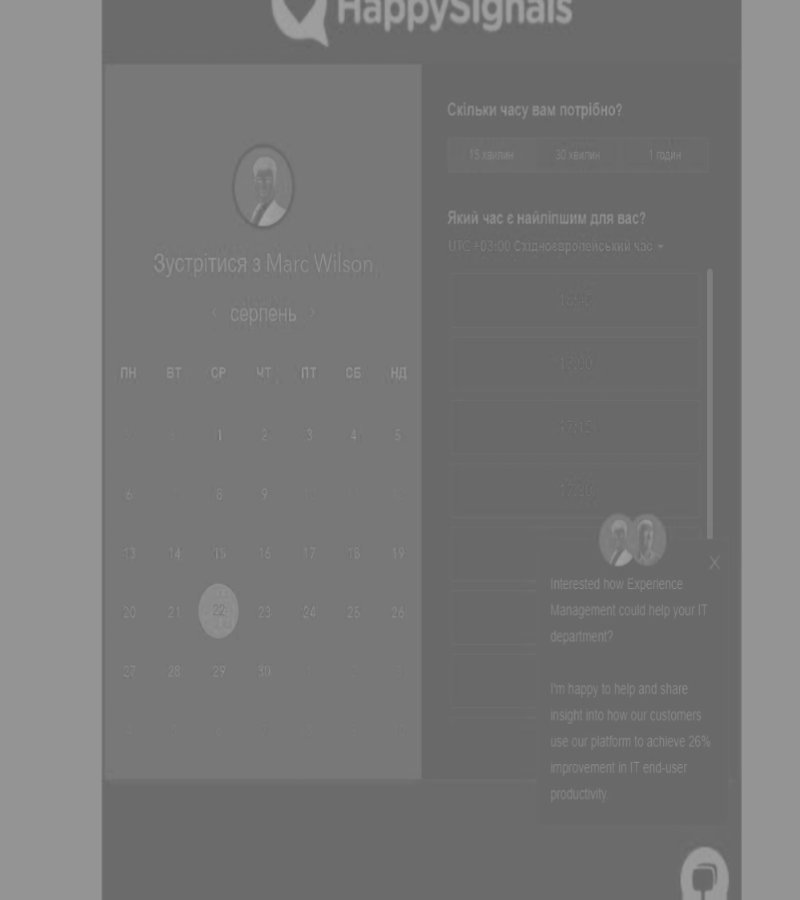 HappySignals
Зустрітися з Marc Wilson
серпень
ПН ВТ СР ЧТ ПТ СБ НД
1 2 3 4 5
6 8 9
13 14 15 16 17 18 19
20 21 22 23 24 25 26
27 28 29 30
Скільки часу вам потрібно?
15 хвилин 30 хвилин 1 годин
Який час є найліпшим для вас?
UTC +03:00 Східноєвропейський час
17:00
17:15
17:30
X
Interested how Experience
Management could help your IT
department?
I'm happy to help and share
insight into how our customers
use our platform to achieve 26%
improvement in IT end-user
productivity.